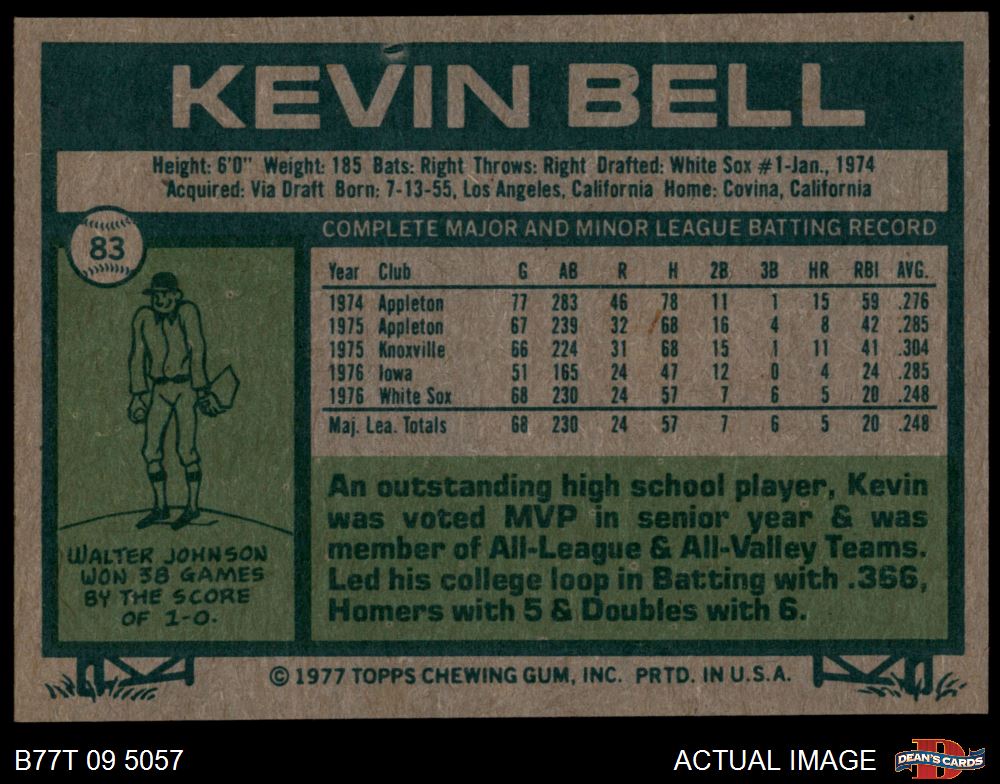 KEVIN BELL
Height: 6'0" Weight: 185 Bats: Right Throws: Right Drafted: White Sox #1-Jan., 1974
Acquired: Via Draft Born: 7-13-55, Los Angeles, California Home: Covina, California
83
COMPLETE MAJOR AND MINOR LEAGUE BATTING RECORD
Year Club G AB R H 2B 3B HR RBI AVG.
1974 Appleton 77 283 46 78 11 1 15 59 .276
1975 Appleton 67 239 32 68 16 4 8 42 .285
1975 Knoxville 66 224 31 68 15 1 11 41 .304
1976 Iowa 51 165 24 47 12 0 4 24 .285
1976 White Sox 68 230 24 57 7 6 5 20 .248
Maj. Lea. Totals 68 230 24 57 7 6 5 20 .248
WALTER JOHNSON
WON 38 GAMES
BY THE SCORE
OF 1-0.
An outstanding high school player, Kevin
was voted MVP in senior year & was
member of All-League & All-Valley Teams.
Led his college loop in Batting with .366,
Homers with 5 & Doubles with 6.
© 1977 TOPPS CHEWING GUM, INC. PRTD. IN U.S.A.
B77T 09 5057
ACTUAL IMAGE
D
DEAN'S CARDS